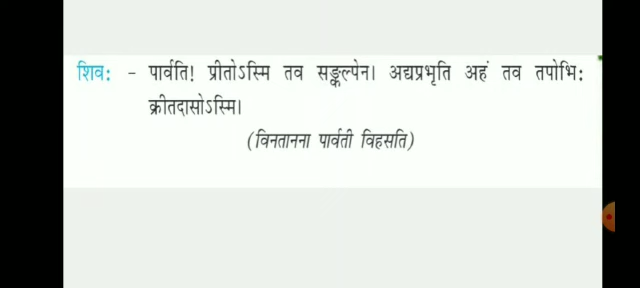 शिवः - पार्वति! प्रीतोऽस्मि तव सङ्कल्पेन। अद्यप्रभृति अहं तव तपोभिः
क्रीतदासोऽस्मि।
(विनतानना पार्वती विहसति)